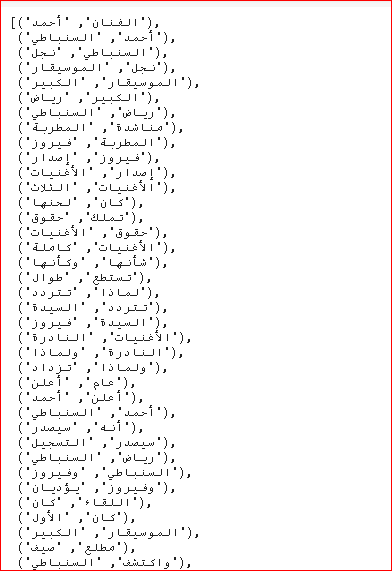 [('الفنان', 'أحمد'),
('أحمد', 'السنباطي'),
('السنباطي', 'نجل'),
('نجل', 'الموسيقار'),
('الموسيقار', 'الكبير'),
('الكبير', 'رياض'),
('رياض', 'السنباطي'),
('مناشدة', 'المطربة'),
('المطربة', 'فيروز'),
('فيروز', 'إصدار'),
('إصدار', 'الأغنيات'),
('الأغنيات', 'الثلاث'),
('كان', 'لحنها'),
('تملك', 'حقوق'),
('حقوق', 'الأغنيات'),
('الأغنيات', 'كاملة'),
('شأنها', 'وكأنها'),
('تستطع', 'طوال'),
('لماذا', 'تتردد'),
('تتردد', 'السيدة'),
('السيدة', 'فيروز'),
('الأغنيات', 'النادرة'),
('النادرة', 'ولماذا'),
('ولماذا', 'تزداد'),
('عام', 'أعلن'),
('أعلن', 'أحمد'),
('أحمد', 'السنباطي'),
('أنه', 'سيصدر'),
('سيصدر', 'التسجيل'),
('رياض', 'السنباطي'),
('السنباطي', 'وفيروز'),
('وفيروز', 'يؤديان'),
('اللقاء', 'كان'),
('كان', 'الأول'),
('الموسيقار', 'الكبير'),
('مطلع', 'صيف'),
('واكتشف', 'السنباطي'),